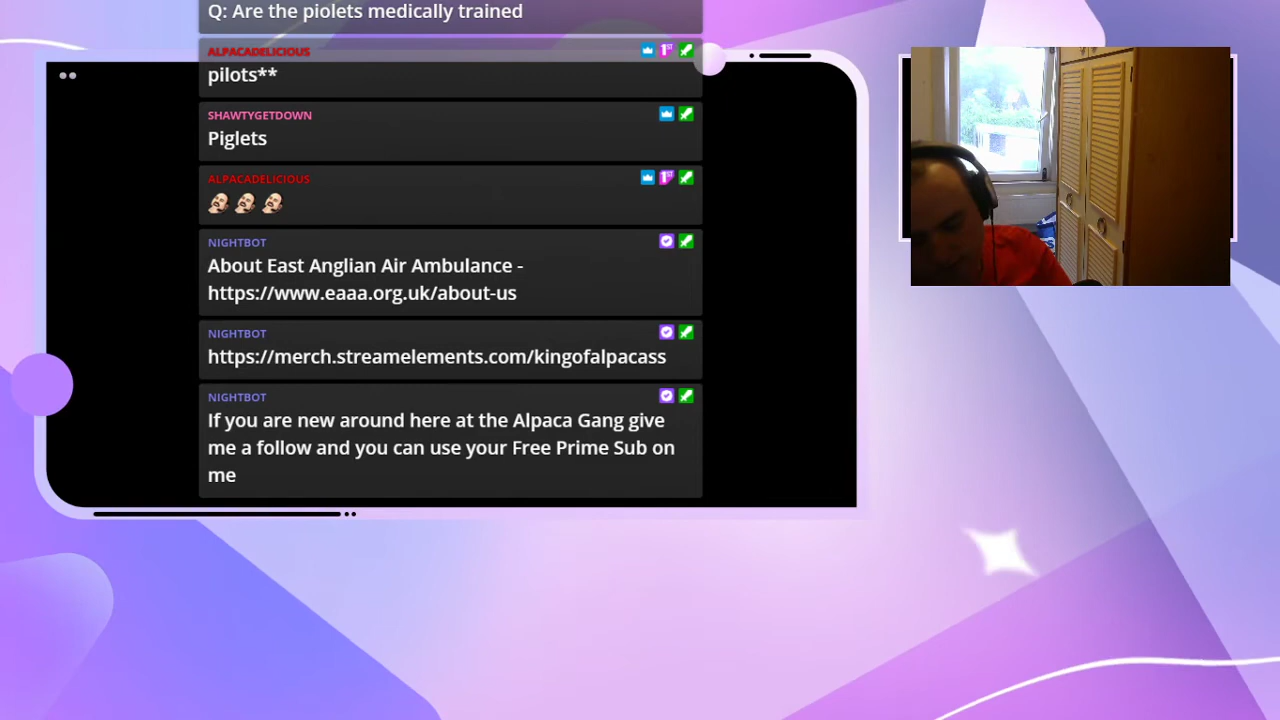 Q: Are the piolets medically trained
ALPACADELICIOUS
1ST
pilots**
SHAWTYGETDOWN
Piglets
ALPACADELICIOUS
1ST
NIGHTBOT
About East Anglian Air Ambulance -
https://www.eaaa.org.uk/about-us
NIGHTBOT
https://merch.streamelements.com/kingofalpacass
NIGHTBOT
If you are new around here at the Alpaca Gang give
me a follow and you can use your Free Prime Sub on
me